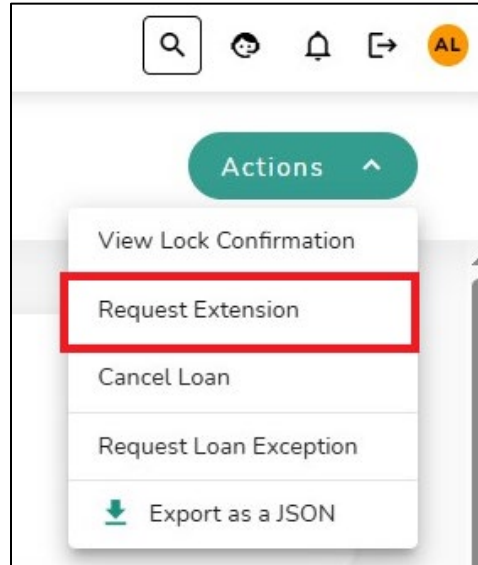 AL
Actions
View Lock Confirmation
Request Extension
Cancel Loan
Request Loan Exception
Export as a JSON